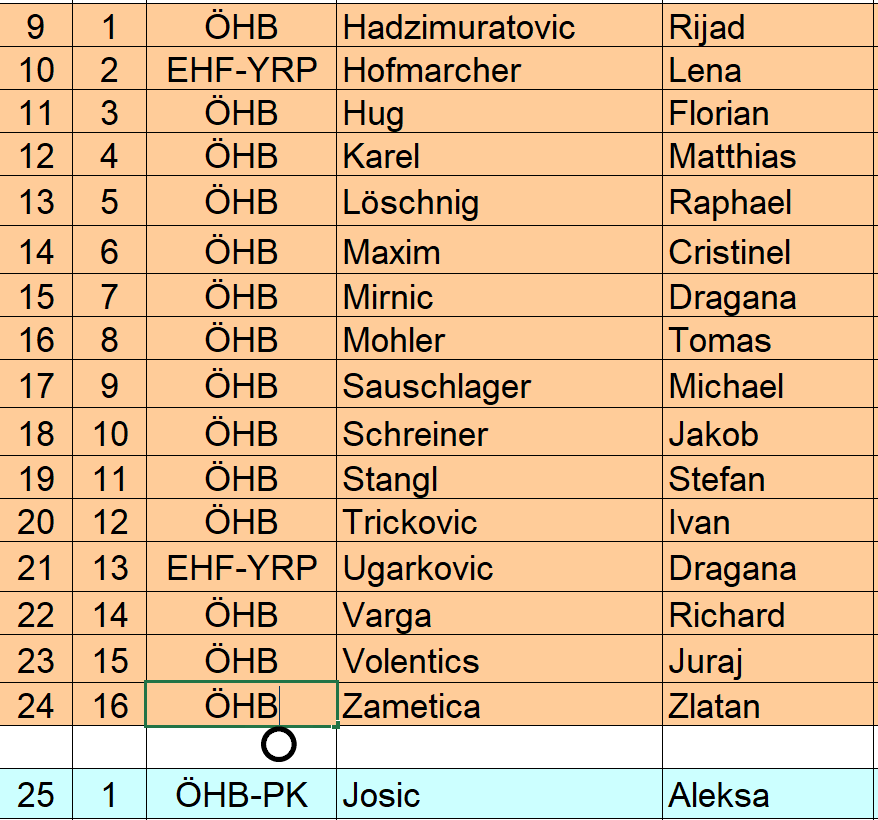 9 1 ÖHB Hadzimuratovic Rijad
10 2 EHF-YRP Hofmarcher Lena
11 3 ÖHB Hug Florian
12 4 ÖHB Karel Matthias
13 5 ÖHB Löschnig Raphael
14 6 ÖHB Maxim Cristinel
15 7 ÖHB Mirnic Dragana
16 8 ÖHB Mohler Tomas
17 9 ÖHB Sauschlager Michael
18 10 ÖHB Schreiner Jakob
19 11 ÖHB Stangl Stefan
20 12 ÖHB Trickovic Ivan
21 13 EHF-YRP Ugarkovic Dragana
22 14 ÖHB Varga Richard
23 15 ÖHB Volentics Juraj
24 16 ÖHB Zametica Zlatan
25 1 ÖHB-PK Josic Aleksa